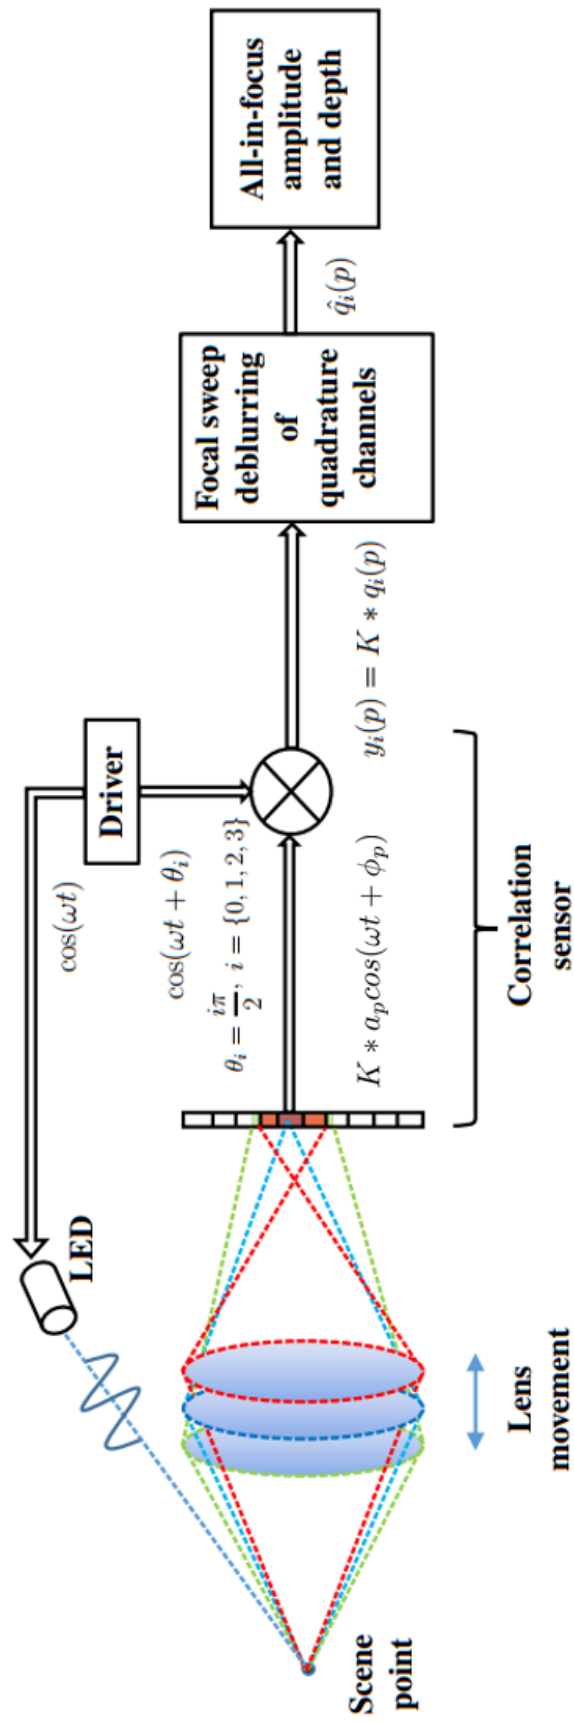 Scene
point
LED
Lens
movement
cos(ωt)
Driver
cos(ωt + θ_i)
θ_i = iπ/2, i = {0, 1, 2, 3}
K ∗ a_p cos(ωt + ϕ_p)
Correlation
sensor
y_i(p) = K ∗ q_i(p)
Focal sweep
deblurring
of
quadrature
channels
q̂_i(p)
All-in-focus
amplitude
and depth